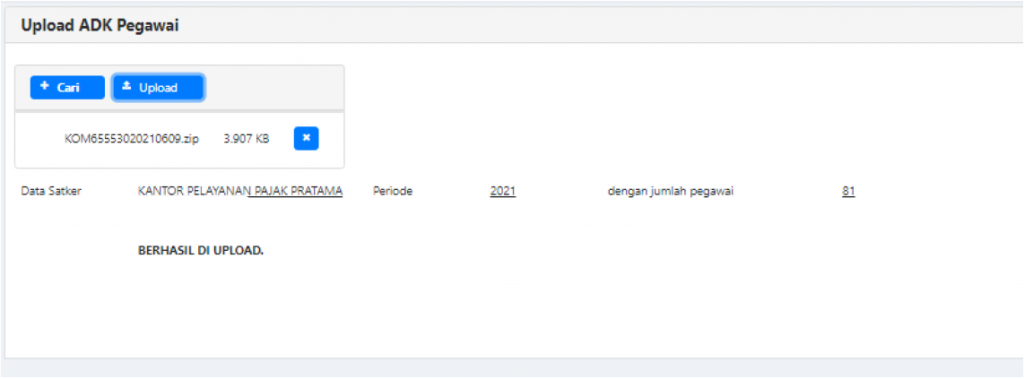 Upload ADK Pegawai
+ Cari Upload
KOM65553020210609.zip 3.907 KB ×
Data Satker KANTOR PELAYANAN PAJAK PRATAMA Periode 2021 dengan jumlah pegawai 81
BERHASIL DI UPLOAD.